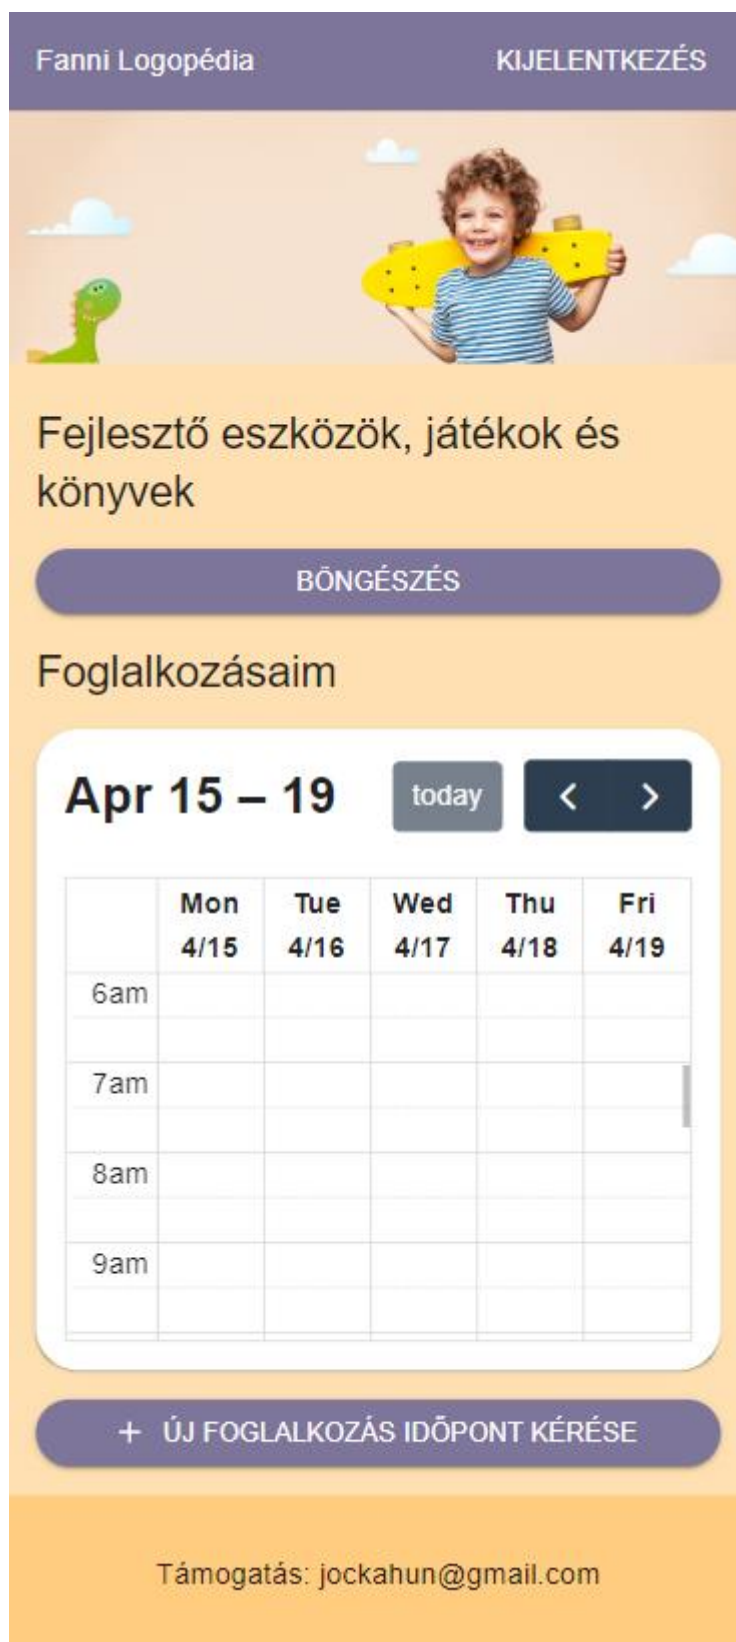 Fanni Logopédia KIJELENTKEZÉS
Fejlesztő eszközök, játékok és
könyvek
BÖNGÉSZÉS
Foglalkozásaim
Apr 15 – 19 today
Mon Tue Wed Thu Fri
4/15 4/16 4/17 4/18 4/19
6am
7am
8am
9am
+ ÚJ FOGLALKOZÁS IDŐPONT KÉRÉSE
Támogatás: jockahun@gmail.com